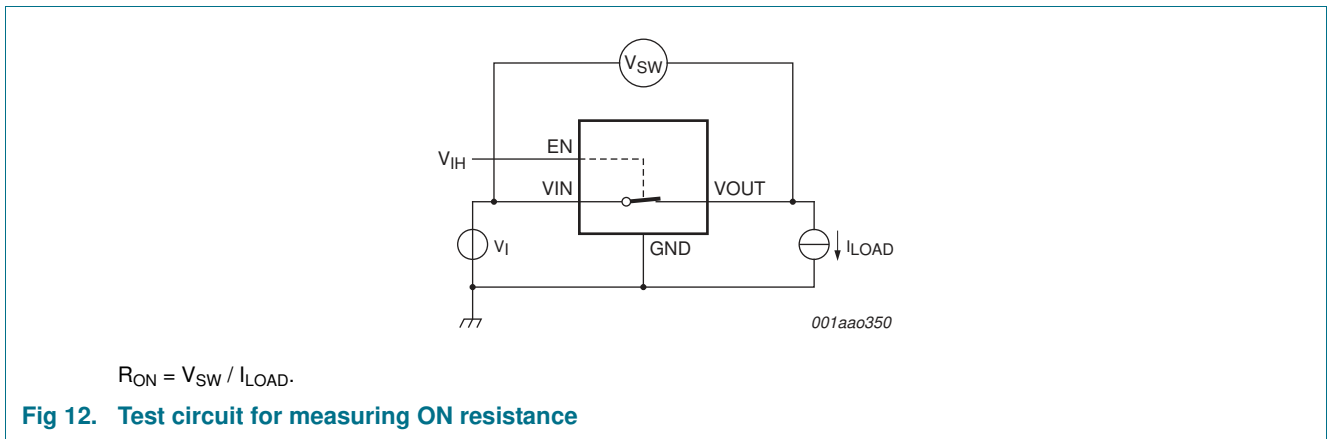 VSW
EN
VIH
VIN
VOUT
VI
GND
ILOAD
001aao350
RON = VSW / ILOAD.
Fig 12. Test circuit for measuring ON resistance